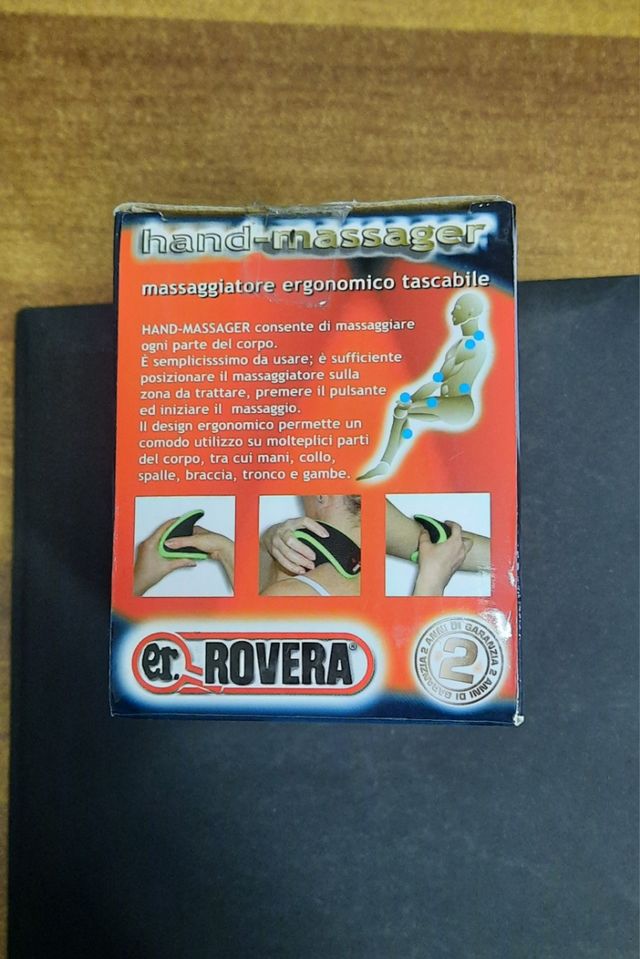 hand-massager
massaggiatore ergonomico tascabile
HAND-MASSAGER consente di massaggiare
ogni parte del corpo.
È semplicisssimo da usare; è sufficiente
posizionare il massaggiatore sulla
zona da trattare, premere il pulsante
ed iniziare il massaggio.
Il design ergonomico permette un
comodo utilizzo su molteplici parti
del corpo, tra cui mani, collo,
spalle, braccia, tronco e gambe.
er. ROVERA®
2 ANNI DI GARANZIA 2 ANNI DI GARANZIA
2